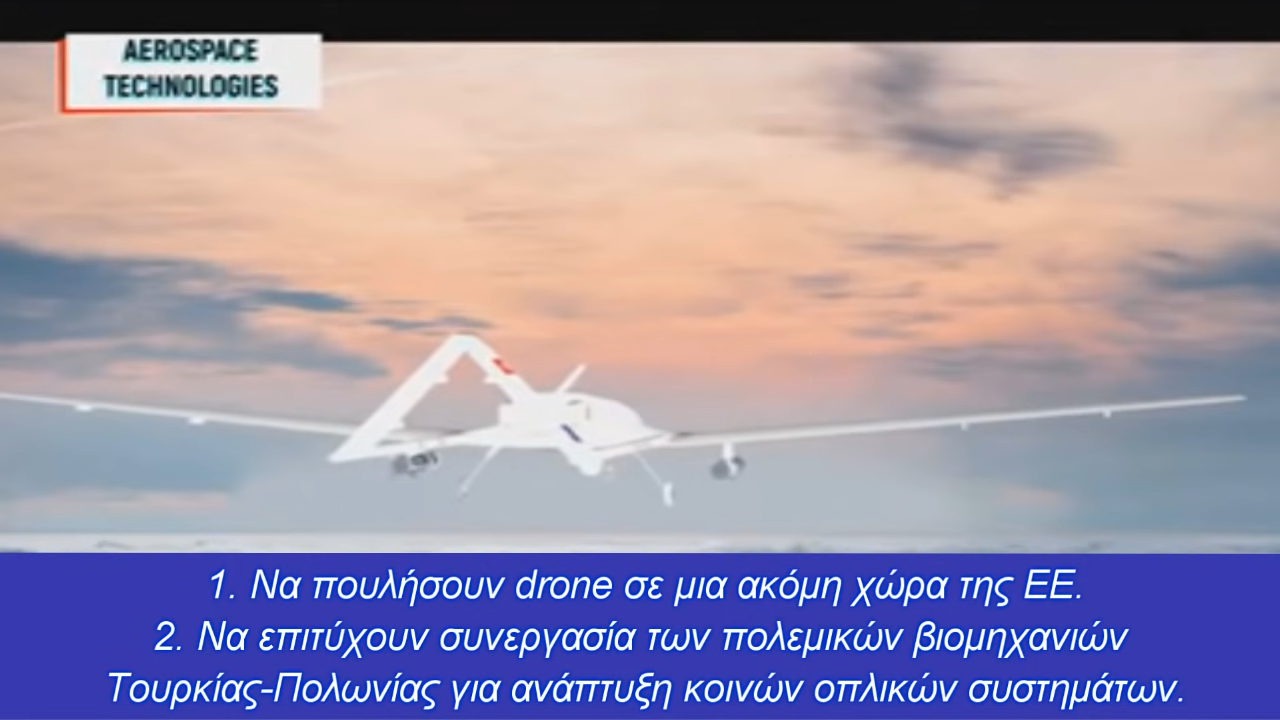 AEROSPACE
TECHNOLOGIES
1. Να πουλήσουν drone σε μια ακόμη χώρα της ΕΕ.
2. Να επιτύχουν συνεργασία των πολεμικών βιομηχανιών
Τουρκίας-Πολωνίας για ανάπτυξη κοινών οπλικών συστημάτων.